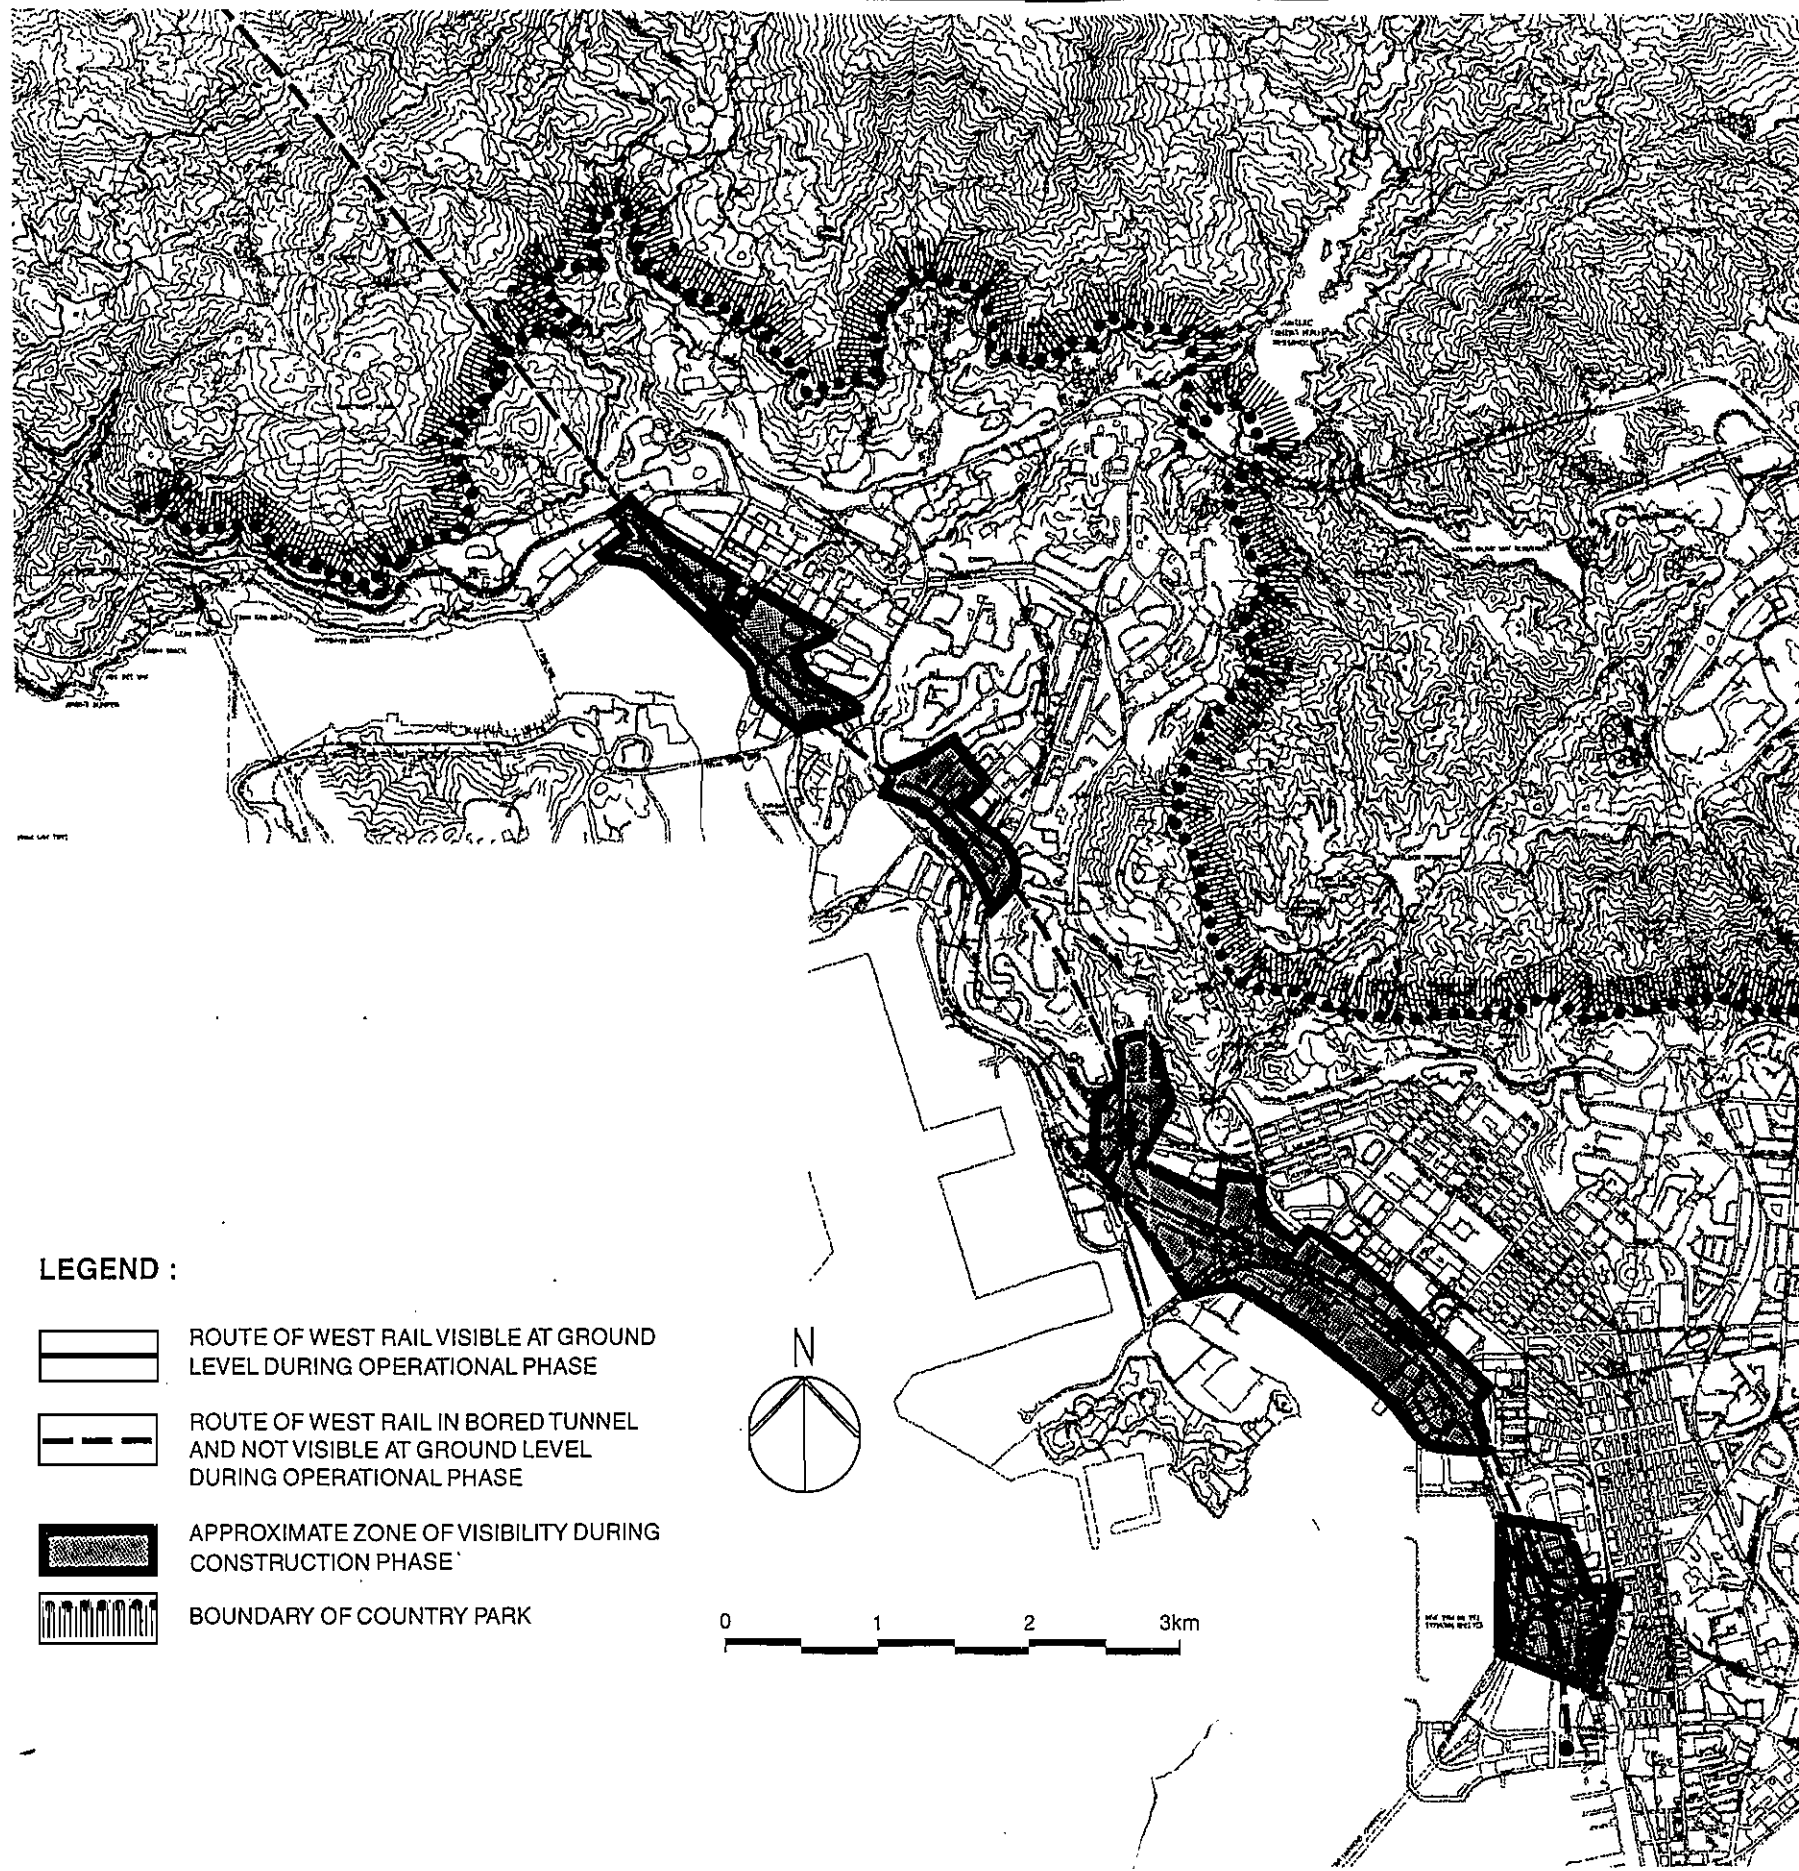 LEGEND :
ROUTE OF WEST RAIL VISIBLE AT GROUND
LEVEL DURING OPERATIONAL PHASE
ROUTE OF WEST RAIL IN BORED TUNNEL
AND NOT VISIBLE AT GROUND LEVEL
DURING OPERATIONAL PHASE
APPROXIMATE ZONE OF VISIBILITY DURING
CONSTRUCTION PHASE
BOUNDARY OF COUNTRY PARK
N
0 1 2 3km